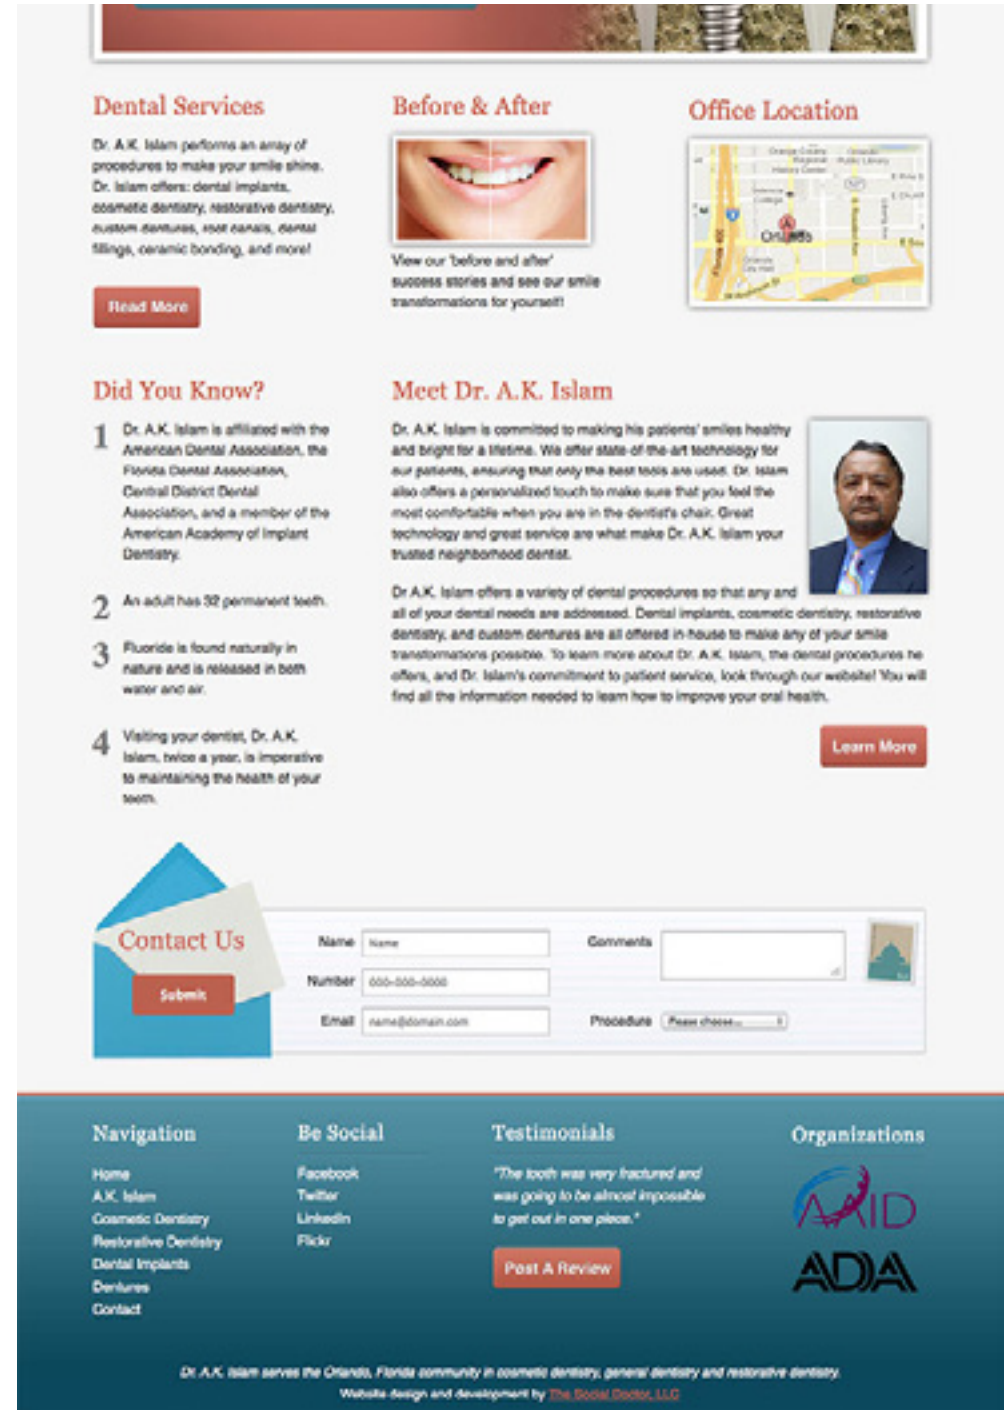 Dental Services
Dr. A.K. Islam performs an array of
procedures to make your smile shine.
Dr. Islam offers: dental implants,
cosmetic dentistry, restorative dentistry,
custom dentures, root canals, dental
fillings, ceramic bonding, and more!
Read More
Before & After
View our 'before and after'
success stories and see our smile
transformations for yourself!
Office Location
Orlando
Did You Know?
1 Dr. A.K. Islam is affiliated with the
American Dental Association, the
Florida Dental Association,
Central District Dental
Association, and a member of the
American Academy of Implant
Dentistry.
2 An adult has 32 permanent teeth.
3 Fluoride is found naturally in
nature and is released in both
water and air.
4 Visiting your dentist, Dr. A.K.
Islam, twice a year, is imperative
to maintaining the health of your
teeth.
Meet Dr. A.K. Islam
Dr. A.K. Islam is committed to making his patients' smiles healthy
and bright for a lifetime. We offer state-of-the-art technology for
our patients, ensuring that only the best tools are used. Dr. Islam
also offers a personalized touch to make sure that you feel the
most comfortable when you are in the dentist's chair. Great
technology and great service are what make Dr. A.K. Islam your
trusted neighborhood dentist.
Dr A.K. Islam offers a variety of dental procedures so that any and
all of your dental needs are addressed. Dental implants, cosmetic dentistry, restorative
dentistry, and custom dentures are all offered in-house to make any of your smile
transformations possible. To learn more about Dr. A.K. Islam, the dental procedures he
offers, and Dr. Islam's commitment to patient service, look through our website! You will
find all the information needed to learn how to improve your oral health.
Learn More
Contact Us
Submit
Name Name
Number 000-000-0000
Email name@domain.com
Comments
Procedure Please choose...
Navigation
Home
A.K. Islam
Cosmetic Dentistry
Restorative Dentistry
Dental Implants
Dentures
Contact
Be Social
Facebook
Twitter
LinkedIn
Flickr
Testimonials
"The tooth was very fractured and
was going to be almost impossible
to get out in one piece."
Post A Review
Organizations
AAID
ADA
Dr. A.K. Islam serves the Orlando, Florida community in cosmetic dentistry, general dentistry and restorative dentistry.
Website design and development by The Social Doctor, LLC